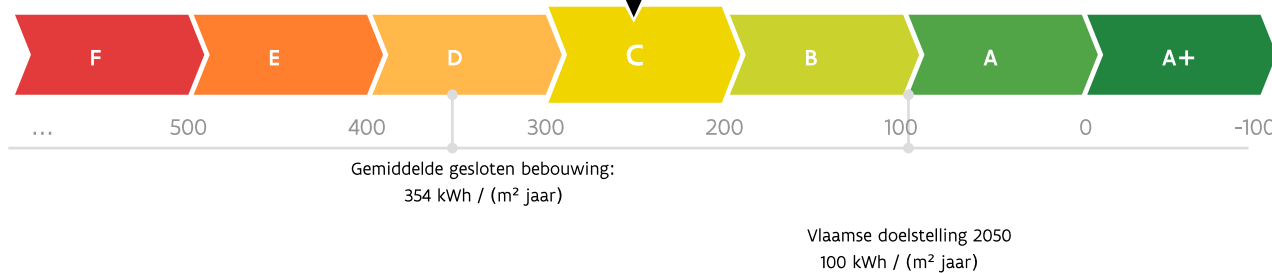 F E D C B A A+
... 500 400 300 200 100 0 -100
Gemiddelde gesloten bebouwing:
354 kWh / (m² jaar)
Vlaamse doelstelling 2050
100 kWh / (m² jaar)